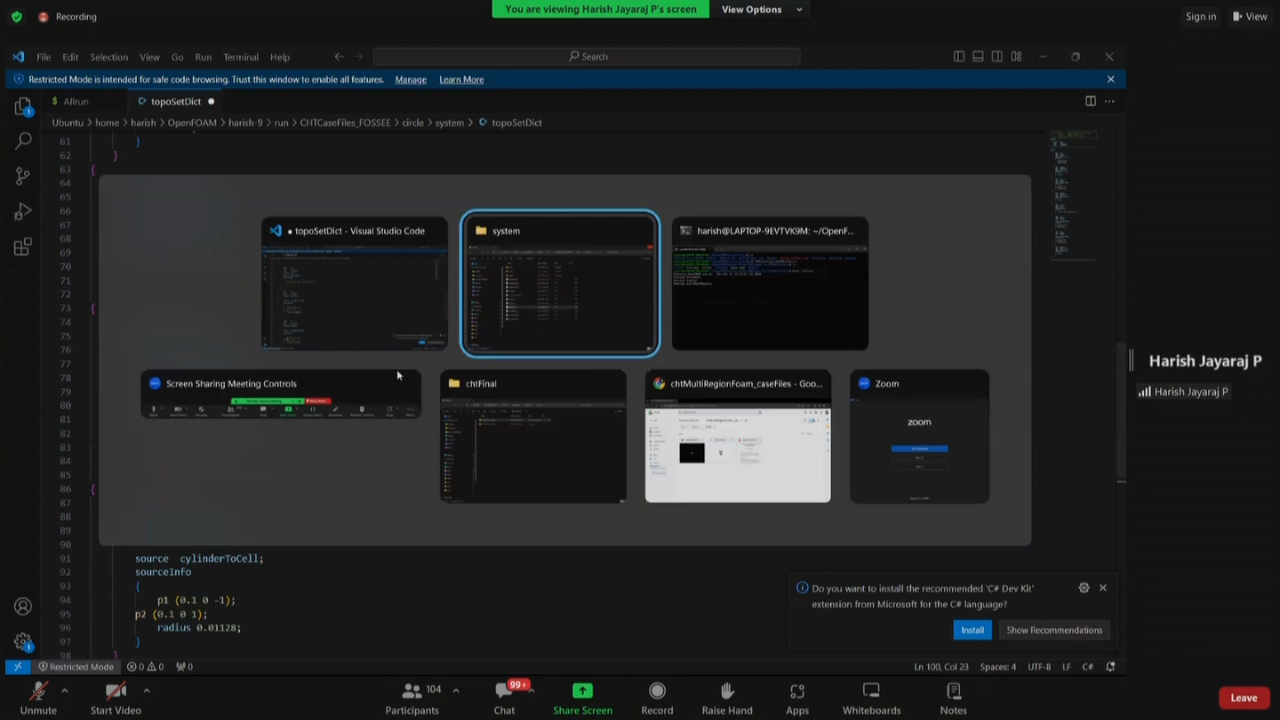 Recording
You are viewing Harish Jayaraj P's screen
View Options
Sign in
View
File Edit Selection View Go Run Terminal Help
Search
Restricted Mode is intended for safe code browsing. Trust this window to enable all features. Manage Learn More
$ Allrun
topoSetDict
Ubuntu > home > harish > OpenFOAM > harish-9 > run > CHTCaseFiles_FOSSEE > circle > system > topoSetDict
61 }
62 }
63 {
64
65
66
67
68
69
70
71
72
73 {
74
75
76
77
78
79
80
81
82
83
84
85
86 {
87
88
89
90
91 source cylinderToCell;
92 sourceInfo
93 {
94 p1 (0.1 0 -1);
95 p2 (0.1 0 1);
96 radius 0.01128;
97 }
98 }
● topoSetDict - Visual Studio Code
system
harish@LAPTOP-9EVTVK9M: ~/OpenF...
Screen Sharing Meeting Controls
chtFinal
chtMultiRegionFoam_caseFiles - Goo...
Zoom
zoom
Harish Jayaraj P
Harish Jayaraj P
Do you want to install the recommended 'C# Dev Kit'
extension from Microsoft for the C# language?
Install
Show Recommendations
Restricted Mode
0 0
0
Ln 100, Col 23 Spaces: 4 UTF-8 LF C#
Unmute
Start Video
104
Participants
99+
Chat
Share Screen
Record
Raise Hand
Apps
Whiteboards
Notes
Leave